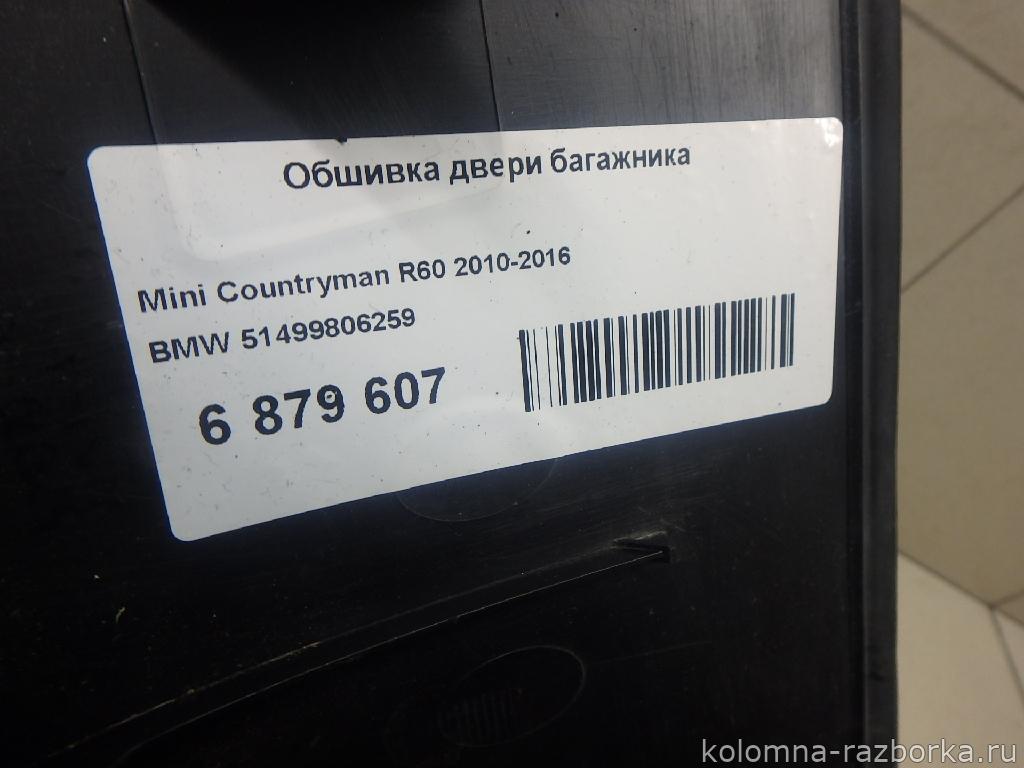 Обшивка двери багажника
Mini Countryman R60 2010-2016
BMW 51499806259
6 879 607
kolomna-razborka.ru